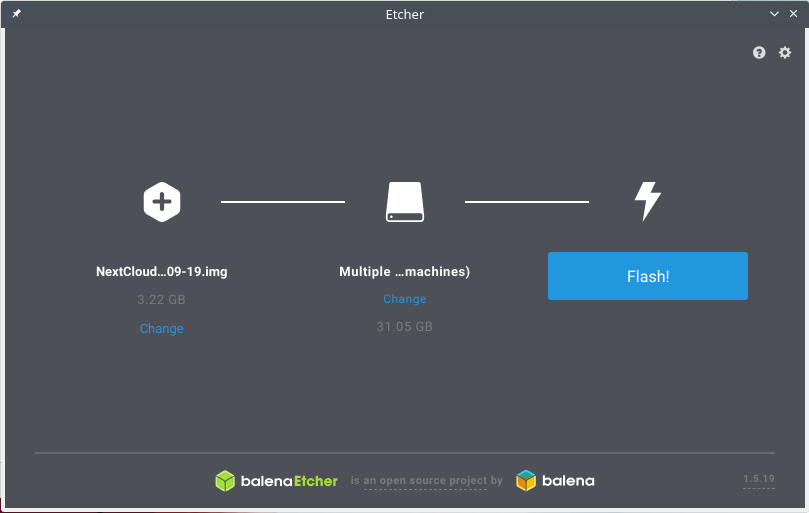 Etcher
NextCloud...09-19.img
3.22 GB
Change
Multiple ...machines)
Change
31.05 GB
Flash!
balenaEtcher is an open source project by balena
1.5.19